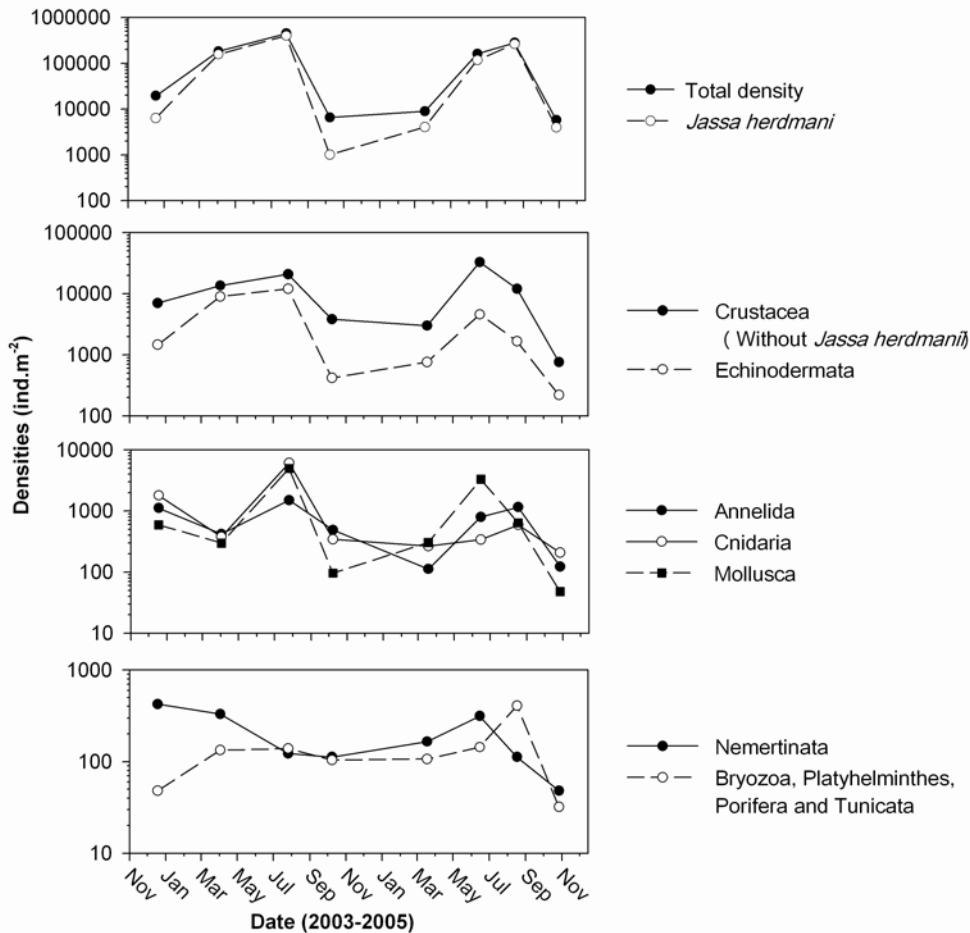 1000000
100000
10000
1000
100
Total density
Jassa herdmani
100000
10000
1000
100
Crustacea
( Without Jassa herdmanii)
Echinodermata
Densities (ind.m-2)
10000
1000
100
10
Annelida
Cnidaria
Mollusca
1000
100
10
Nemertinata
Bryozoa, Platyhelminthes,
Porifera and Tunicata
Nov Jan Mar May Jul Sep Nov Jan Mar May Jul Sep Nov
Date (2003-2005)